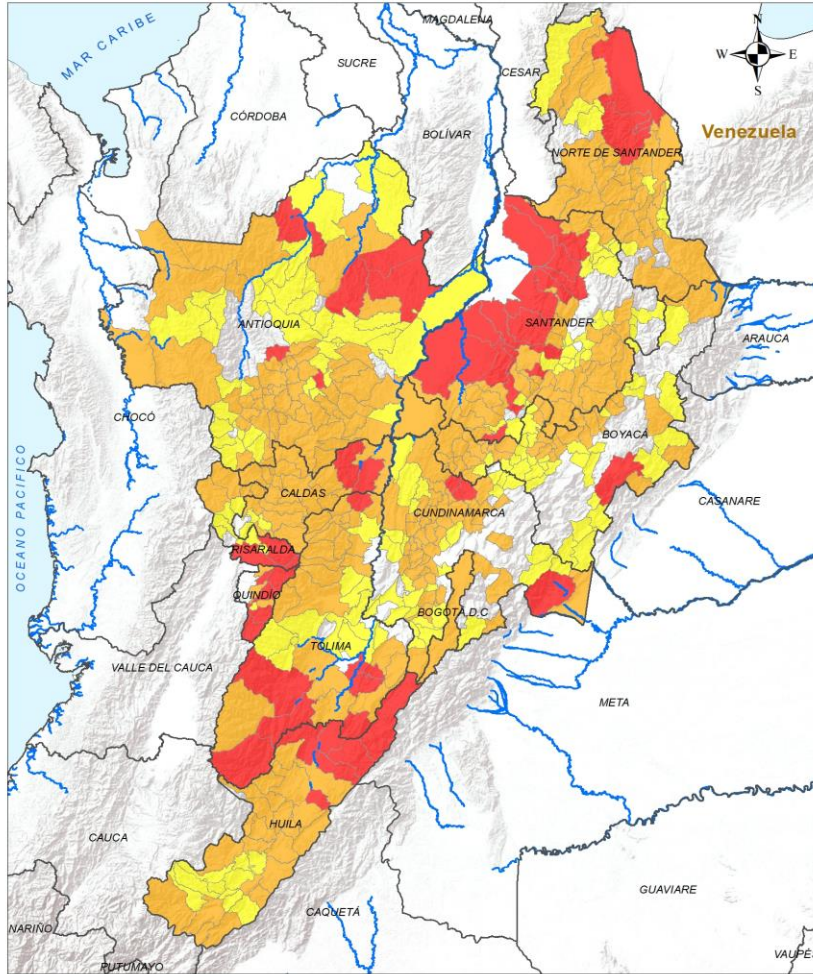 MAGDALENA
N
MAR CARIBE
SUCRE
CESAR
W
E
S
CÓRDOBA
BOLÍVAR
Venezuela
NORTE DE SANTANDER
ANTIOQUIA
SANTANDER
ARAUCA
CHOCÓ
BOYACÁ
OCEANO PACIFICO
CALDAS
CUNDINAMARCA
CASANARE
RISARALDA
QUINDÍO
BOGOTÁ D.C
TOLIMA
VALLE DEL CAUCA
META
HUILA
CAUCA
GUAVIARE
CAQUETÁ
NARIÑO
PUTUMAYO
VAUPÉS